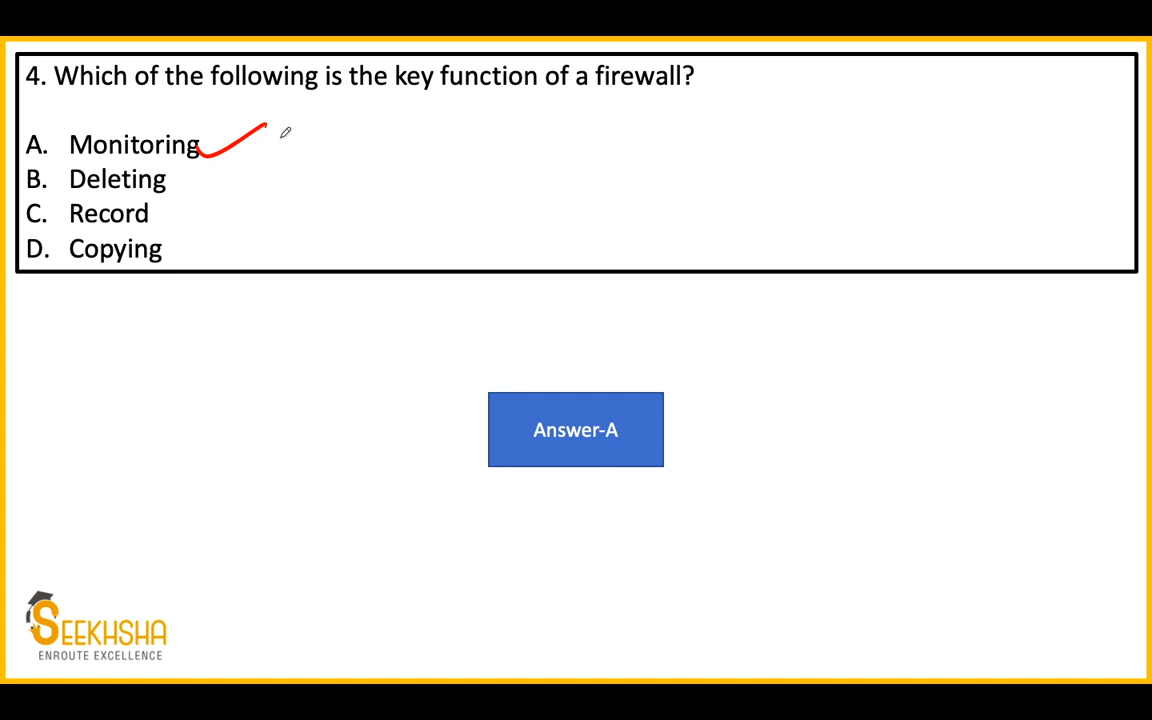 4. Which of the following is the key function of a firewall?
A. Monitoring
B. Deleting
C. Record
D. Copying
Answer-A
SEEKHSHA
ENROUTE EXCELLENCE